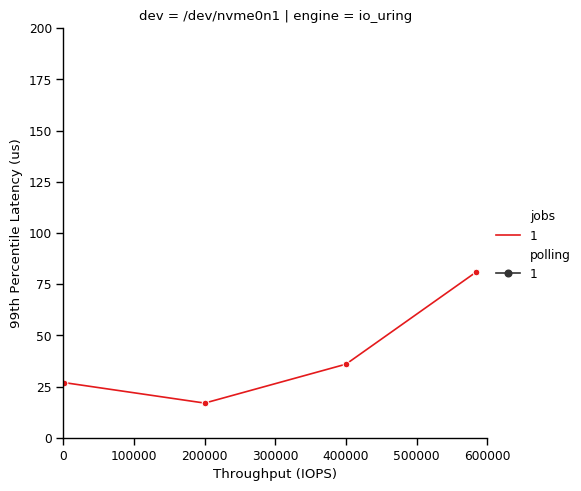 dev = /dev/nvme0n1 | engine = io_uring
200
175
150
125
100
75
50
25
0
99th Percentile Latency (us)
0 100000 200000 300000 400000 500000 600000
Throughput (IOPS)
jobs
1
polling
1